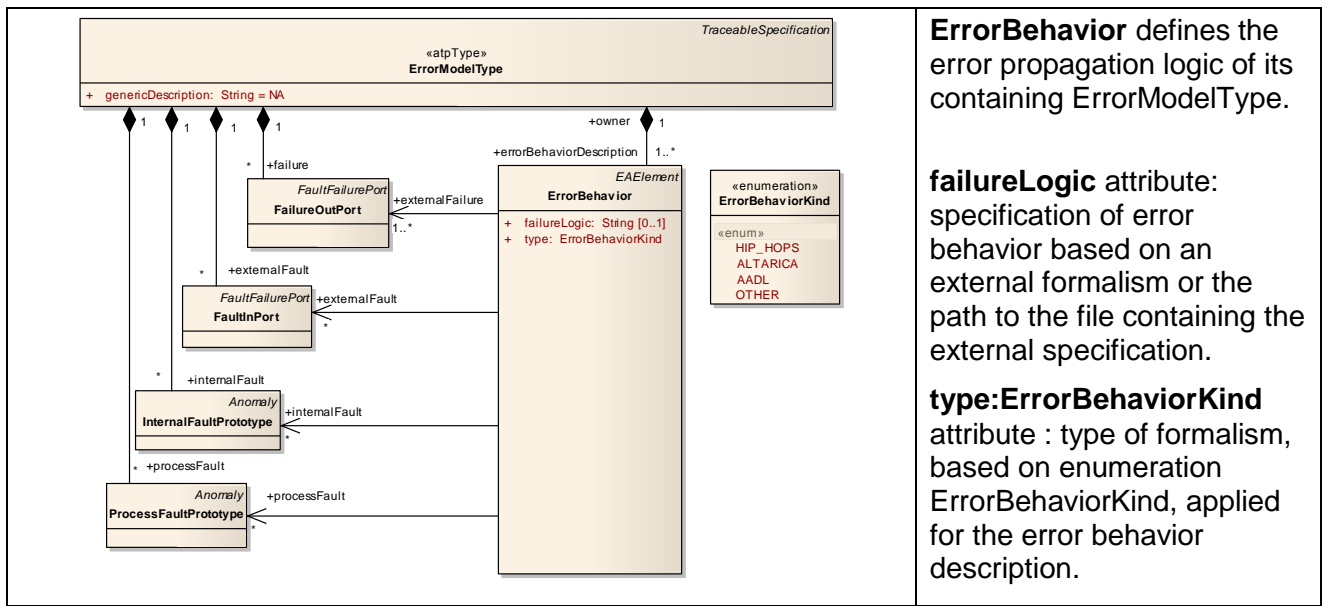 TraceableSpecification
«atpType»
ErrorModelType
+ genericDescription: String = NA
1
1
1
1
+owner
1
+errorBehaviorDescription
1..*
* +failure
FaultFailurePort
FailureOutPort
+externalFailure
1..*
EAElement
ErrorBehavior
+ failureLogic: String [0..1]
+ type: ErrorBehaviorKind
«enumeration»
ErrorBehaviorKind
«enum»
HIP_HOPS
ALTARICA
AADL
OTHER
* +externalFault
FaultFailurePort
FaultInPort
+externalFault
*
* +internalFault
Anomaly
InternalFaultPrototype
+internalFault
*
* +processFault
Anomaly
ProcessFaultPrototype
+processFault
*
ErrorBehavior defines the
error propagation logic of its
containing ErrorModelType.
failureLogic attribute:
specification of error
behavior based on an
external formalism or the
path to the file containing the
external specification.
type:ErrorBehaviorKind
attribute : type of formalism,
based on enumeration
ErrorBehaviorKind, applied
for the error behavior
description.